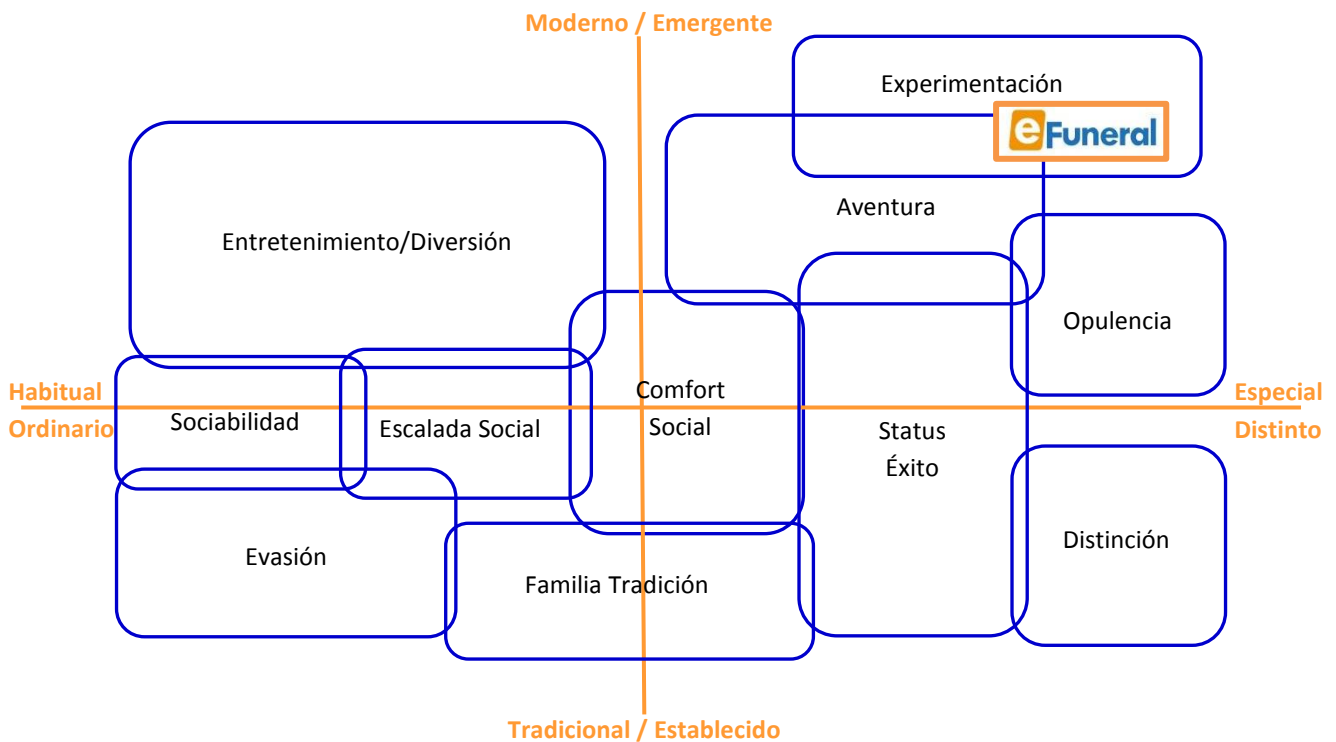 Moderno / Emergente
Experimentación
eFuneral
Aventura
Entretenimiento/Diversión
Opulencia
Habitual
Ordinario
Sociabilidad
Escalada Social
Comfort
Social
Status
Éxito
Especial
Distinto
Evasión
Familia Tradición
Distinción
Tradicional / Establecido